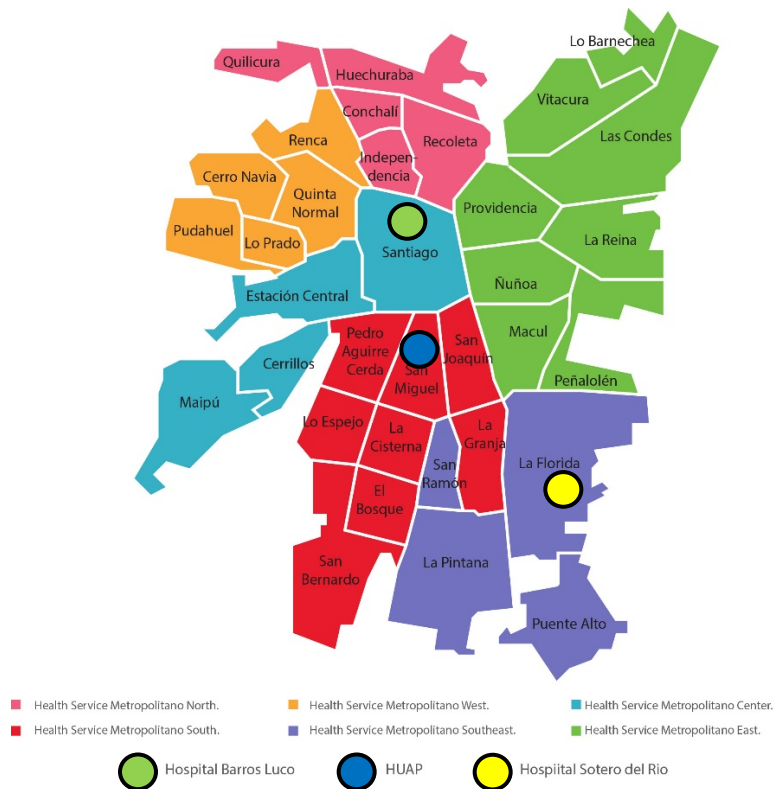 Lo Barnechea
Quilicura
Huechuraba
Vitacura
Conchalí
Las Condes
Renca
Recoleta
Indepen-
dencia
Cerro Navia
Quinta
Normal
Providencia
Pudahuel
Lo Prado
La Reina
Santiago
Ñuñoa
Estación Central
Pedro
Aguirre
Cerda
San
Joaquín
Macul
Cerrillos
San
Miguel
Peñalolén
Maipú
Lo Espejo
La
Cisterna
La
Granja
San
Ramón
La Florida
El
Bosque
San
Bernardo
La Pintana
Puente Alto
Health Service Metropolitano North.
Health Service Metropolitano West.
Health Service Metropolitano Center.
Health Service Metropolitano South.
Health Service Metropolitano Southeast.
Health Service Metropolitano East.
Hospital Barros Luco
HUAP
Hospiital Sotero del Rio